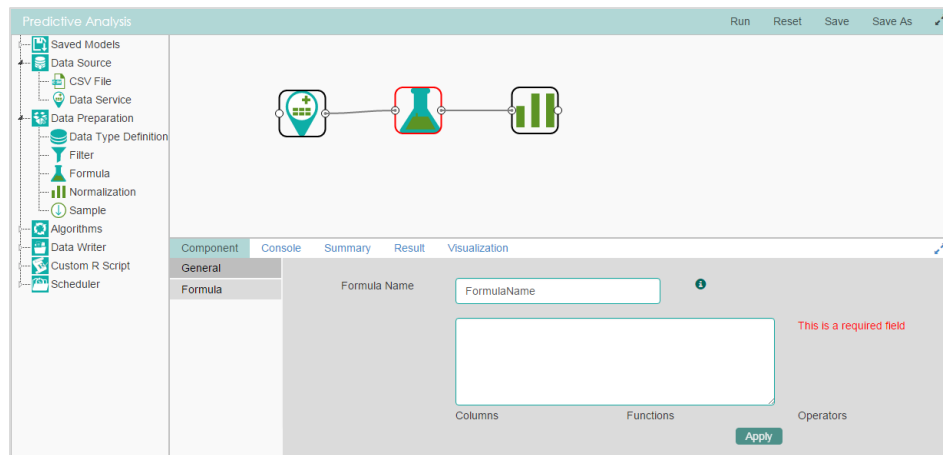 Predictive Analysis
Run Reset Save Save As
Saved Models
Data Source
CSV File
Data Service
Data Preparation
Data Type Definition
Filter
Formula
Normalization
Sample
Algorithms
Data Writer
Custom R Script
Scheduler
Component Console Summary Result Visualization
General
Formula
Formula Name
FormulaName
This is a required field
Columns Functions Operators
Apply